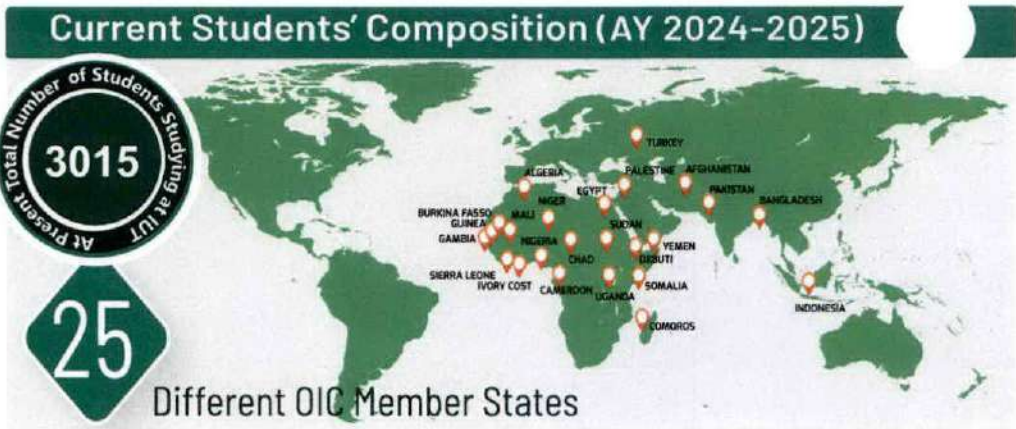 Current Students' Composition (AY 2024-2025)
At Present Total Number of Students Studying at IUT
3015
TURKEY
ALGERIA
PALESTINE
AFGHANISTAN
EGYPT
PAKISTAN
NIGER
BANGLADESH
BURKINA FASSO
MALI
GUINEA
SUDAN
GAMBIA
NIGERIA
YEMEN
CHAD
DJIBUTI
SIERRA LEONE
IVORY COST
CAMEROON
UGANDA
SOMALIA
INDONESIA
COMOROS
25
Different OIC Member States